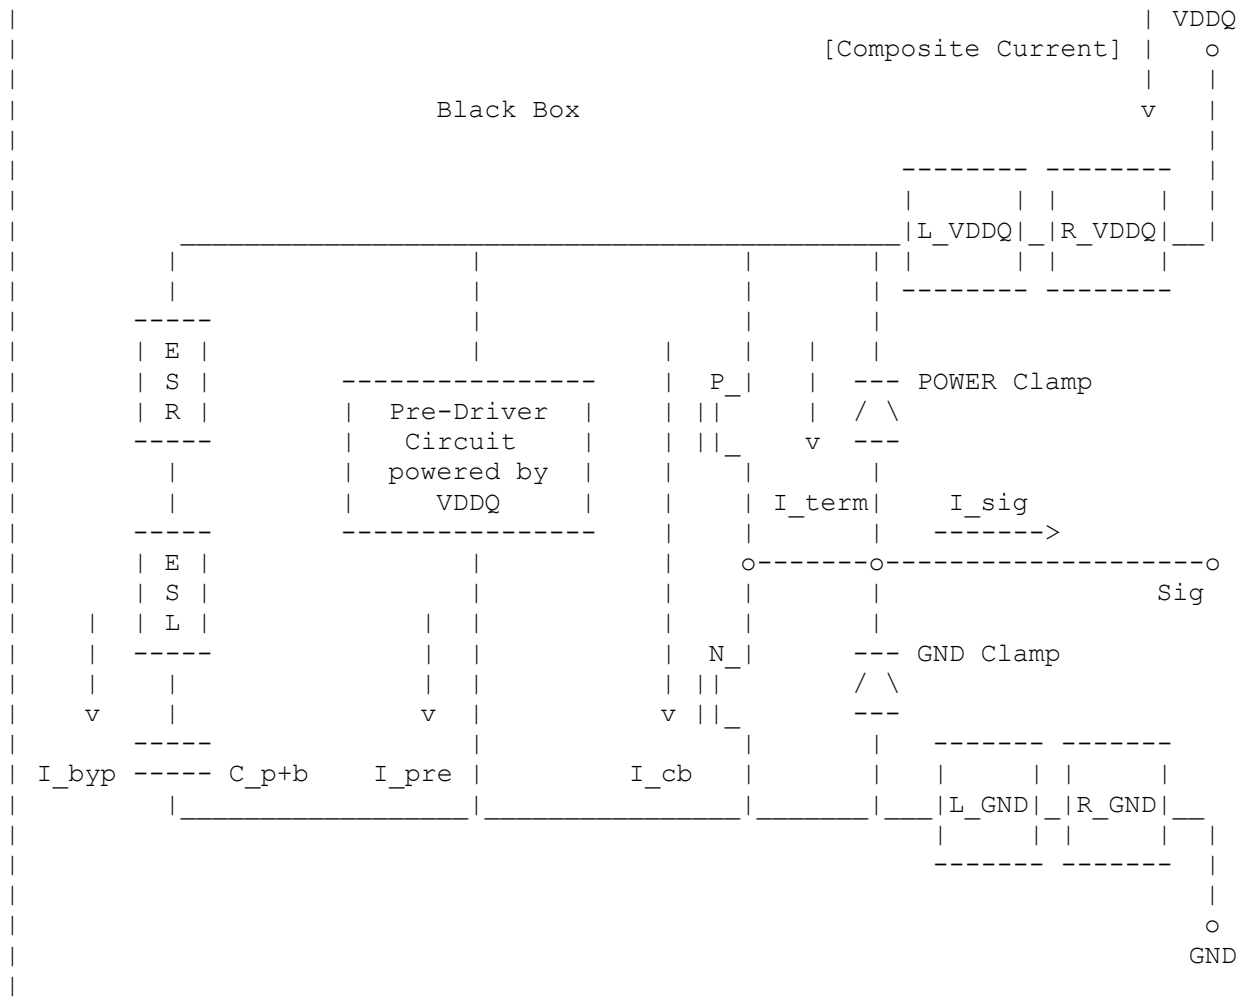 VDDQ
[Composite Current]
Black Box
L_VDDQ R_VDDQ
E
S P_ POWER Clamp
R Pre-Driver
Circuit
powered by
VDDQ I_term I_sig
E
S Sig
L
N_ GND Clamp
I_byp C_p+b I_pre I_cb
L_GND R_GND
GND